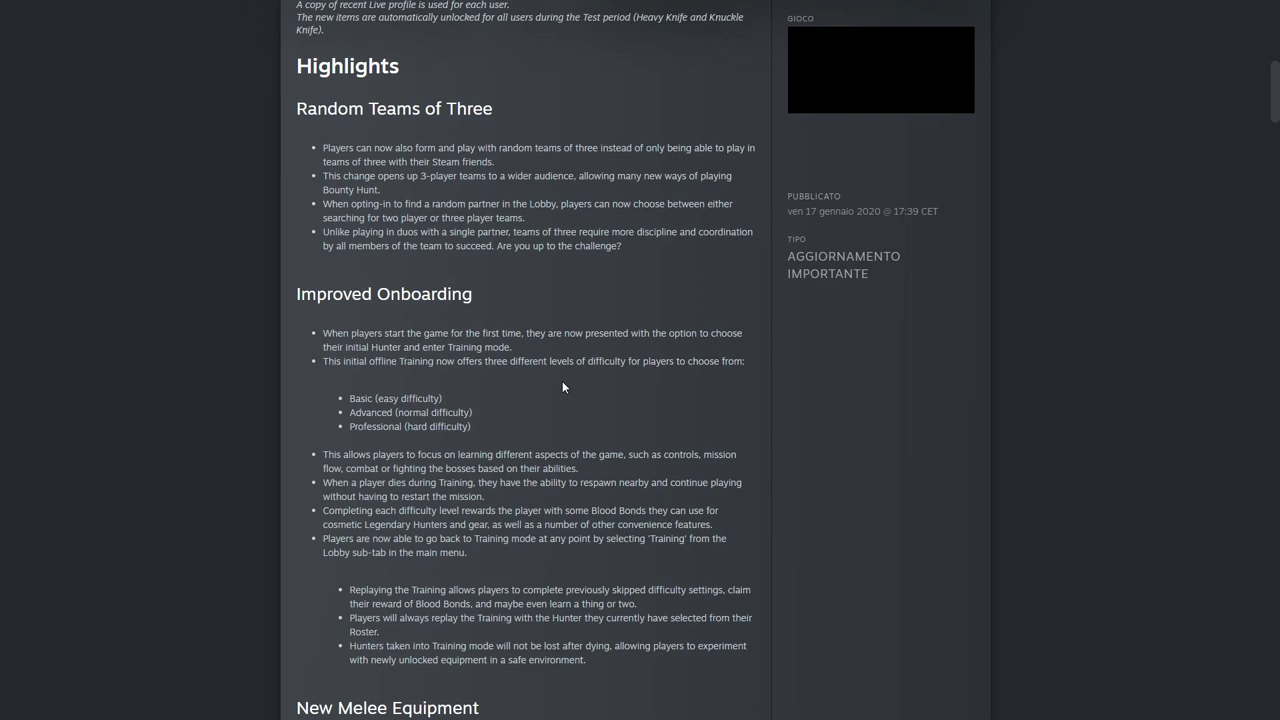 A copy of recent Live profile is used for each user.
The new items are automatically unlocked for all users during the Test period (Heavy Knife and Knuckle
Knife).
Highlights
Random Teams of Three
• Players can now also form and play with random teams of three instead of only being able to play in
teams of three with their Steam friends.
• This change opens up 3-player teams to a wider audience, allowing many new ways of playing
Bounty Hunt.
• When opting-in to find a random partner in the Lobby, players can now choose between either
searching for two player or three player teams.
• Unlike playing in duos with a single partner, teams of three require more discipline and coordination
by all members of the team to succeed. Are you up to the challenge?
Improved Onboarding
• When players start the game for the first time, they are now presented with the option to choose
their initial Hunter and enter Training mode.
• This initial offline Training now offers three different levels of difficulty for players to choose from:
• Basic (easy difficulty)
• Advanced (normal difficulty)
• Professional (hard difficulty)
• This allows players to focus on learning different aspects of the game, such as controls, mission
flow, combat or fighting the bosses based on their abilities.
• When a player dies during Training, they have the ability to respawn nearby and continue playing
without having to restart the mission.
• Completing each difficulty level rewards the player with some Blood Bonds they can use for
cosmetic Legendary Hunters and gear, as well as a number of other convenience features.
• Players are now able to go back to Training mode at any point by selecting 'Training' from the
Lobby sub-tab in the main menu.
• Replaying the Training allows players to complete previously skipped difficulty settings, claim
their reward of Blood Bonds, and maybe even learn a thing or two.
• Players will always replay the Training with the Hunter they currently have selected from their
Roster.
• Hunters taken into Training mode will not be lost after dying, allowing players to experiment
with newly unlocked equipment in a safe environment.
New Melee Equipment
GIOCO
PUBBLICATO
ven 17 gennaio 2020 @ 17:39 CET
TIPO
AGGIORNAMENTO
IMPORTANTE